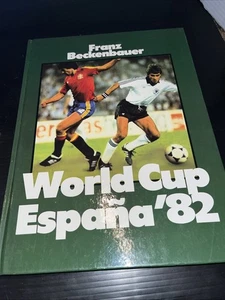 Franz
Beckenbauer
World Cup
España '82